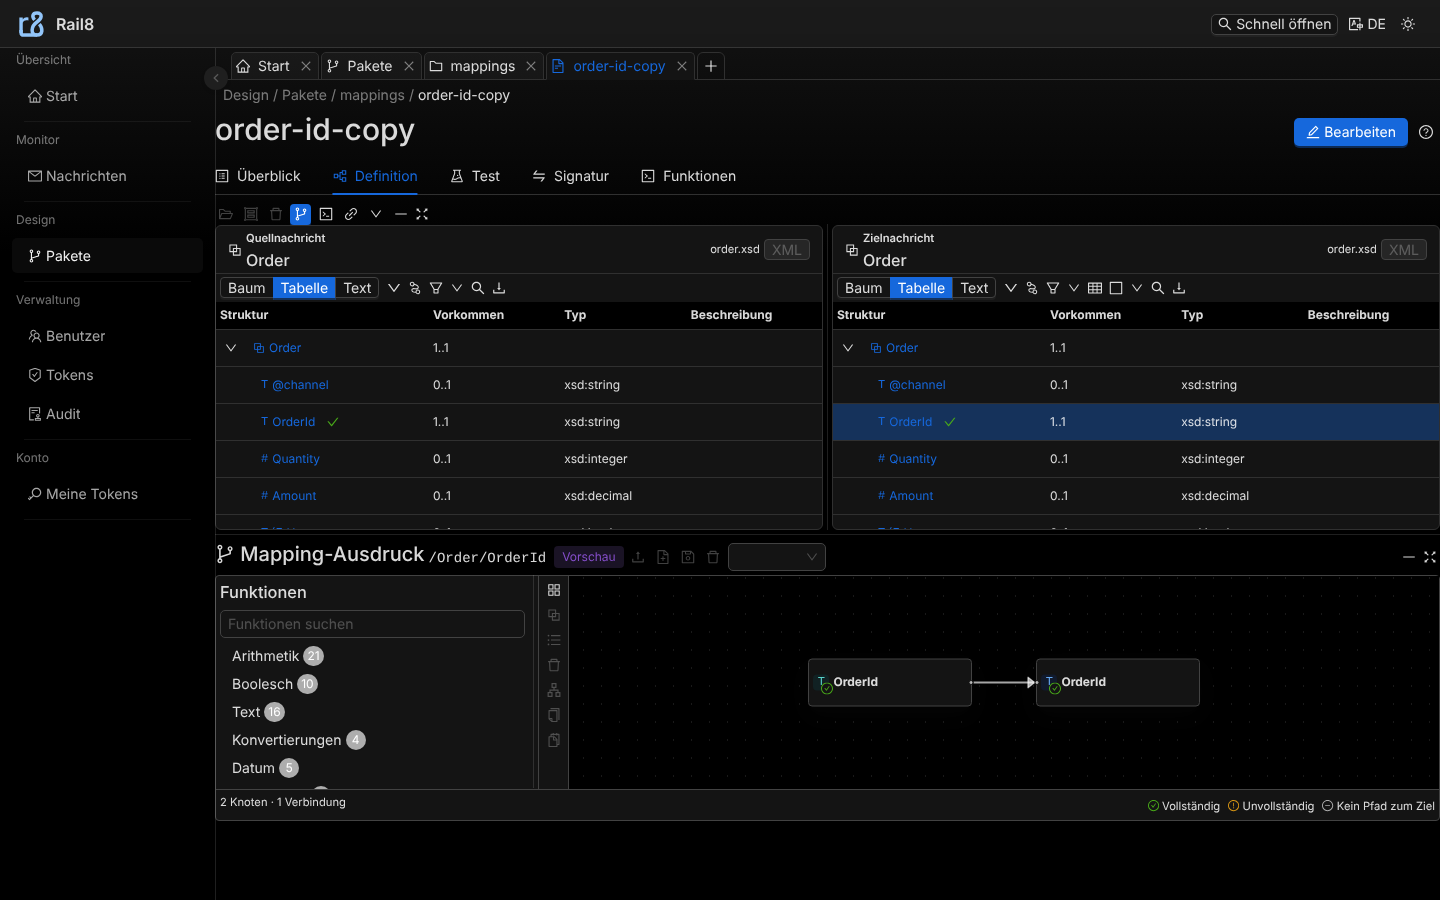 Rail8
Schnell öffnen
DE
Übersicht
Start
Monitor
Nachrichten
Design
Pakete
Verwaltung
Benutzer
Tokens
Audit
Konto
Meine Tokens
Start
Pakete
mappings
order-id-copy
Design / Pakete / mappings / order-id-copy
order-id-copy
Bearbeiten
Überblick
Definition
Test
Signatur
Funktionen
Quellnachricht
Order
order.xsd XML
Baum Tabelle Text
Struktur Vorkommen Typ Beschreibung
Order 1..1
T @channel 0..1 xsd:string
T OrderId 1..1 xsd:string
# Quantity 0..1 xsd:integer
# Amount 0..1 xsd:decimal
Zielnachricht
Order
order.xsd XML
Baum Tabelle Text
Struktur Vorkommen Typ Beschreibung
Order 1..1
T @channel 0..1 xsd:string
T OrderId 1..1 xsd:string
# Quantity 0..1 xsd:integer
# Amount 0..1 xsd:decimal
Mapping-Ausdruck /Order/OrderId Vorschau
Funktionen
Funktionen suchen
Arithmetik 21
Boolesch 10
Text 16
Konvertierungen 4
Datum 5
T OrderId
T OrderId
2 Knoten · 1 Verbindung
Vollständig
Unvollständig
Kein Pfad zum Ziel